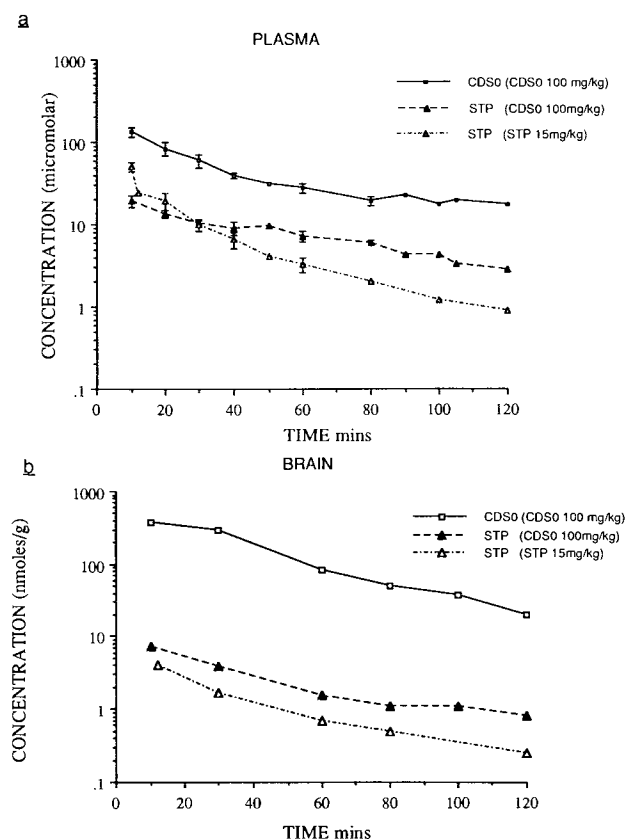 a
PLASMA
1000
100
10
1
.1
CONCENTRATION (micromolar)
CDS0 (CDS0 100 mg/kg)
STP (CDS0 100mg/kg)
STP (STP 15mg/kg)
0 20 40 60 80 100 120
TIME mins
b
BRAIN
1000
100
10
1
.1
CONCENTRATION (nmoles/g)
CDS0 (CDS0 100 mg/kg)
STP (CDS0 100mg/kg)
STP (STP 15mg/kg)
0 20 40 60 80 100 120
TIME mins